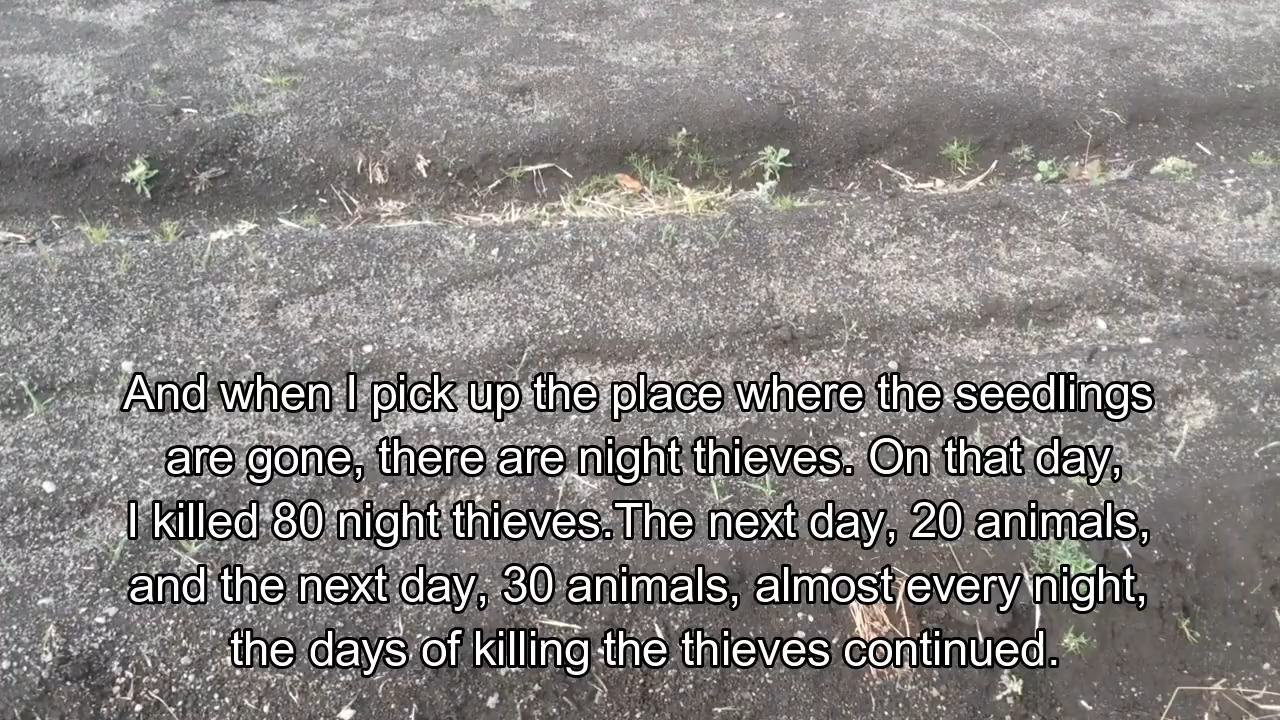 And when I pick up the place where the seedlings
are gone, there are night thieves. On that day,
I killed 80 night thieves.The next day, 20 animals,
and the next day, 30 animals, almost every night,
the days of killing the thieves continued.